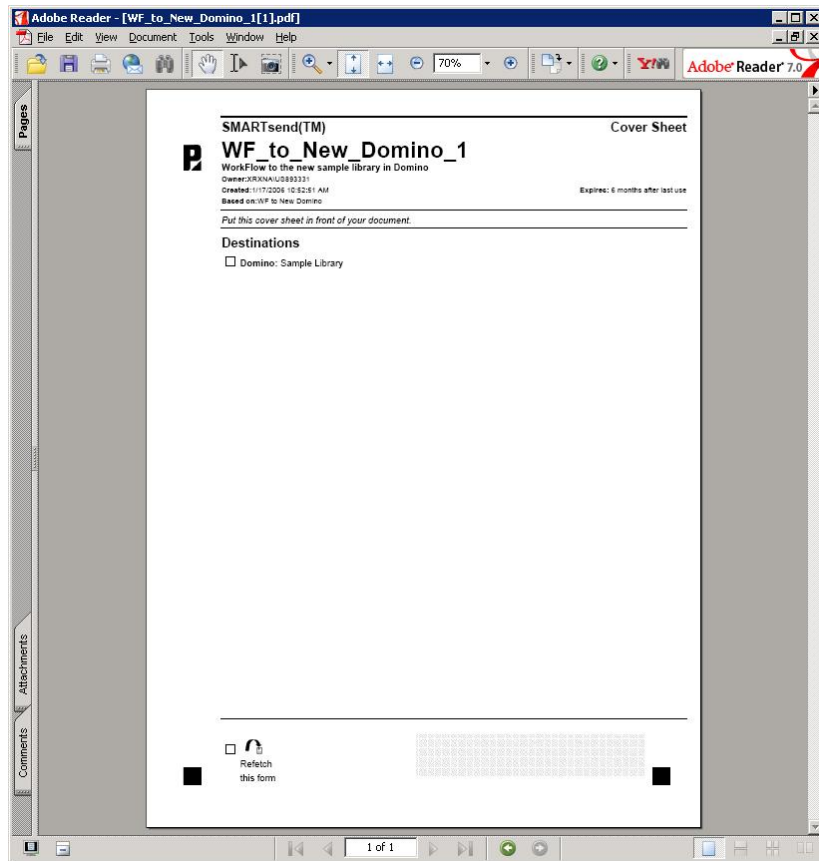 Adobe Reader - [WF_to_New_Domino_1[1].pdf]
File Edit View Document Tools Window Help
70%
Y!
Adobe Reader 7.0
Pages
SMARTsend(TM) Cover Sheet
WF_to_New_Domino_1
WorkFlow to the new sample library in Domino
Owner:XRXNA\USB93331
Created:1/17/2006 10:52:51 AM Expires: 6 months after last use
Based on:WF to New Domino
Put this cover sheet in front of your document.
Destinations
Domino: Sample Library
Attachments
Comments
Refetch
this form
1 of 1